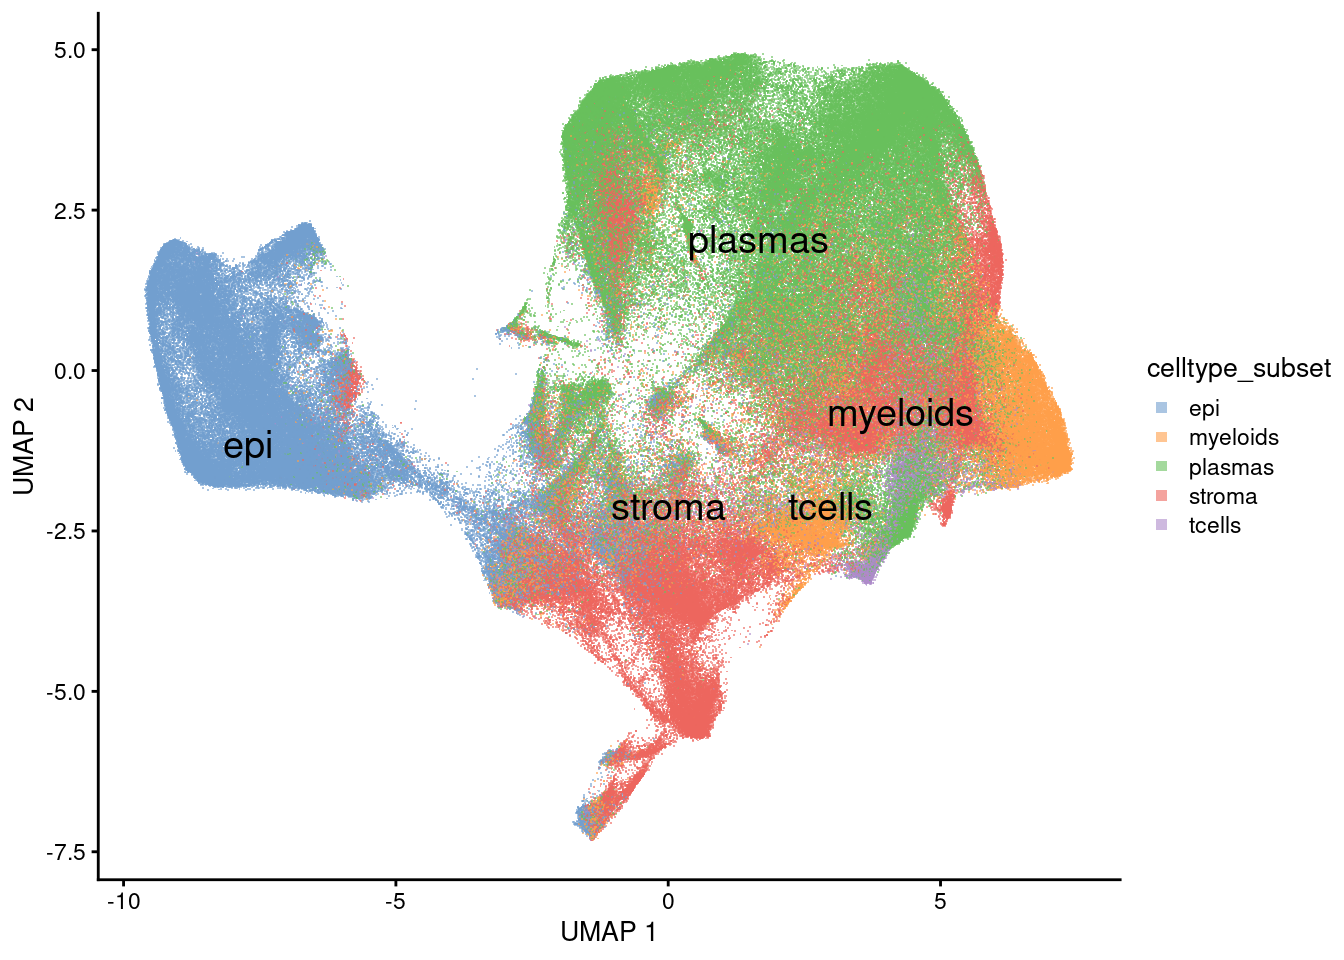 5.0
2.5
0.0
-2.5
-5.0
-7.5
UMAP 2
-10
-5
0
5
UMAP 1
plasmas
myeloids
epi
stroma
tcells
celltype_subset
epi
myeloids
plasmas
stroma
tcells